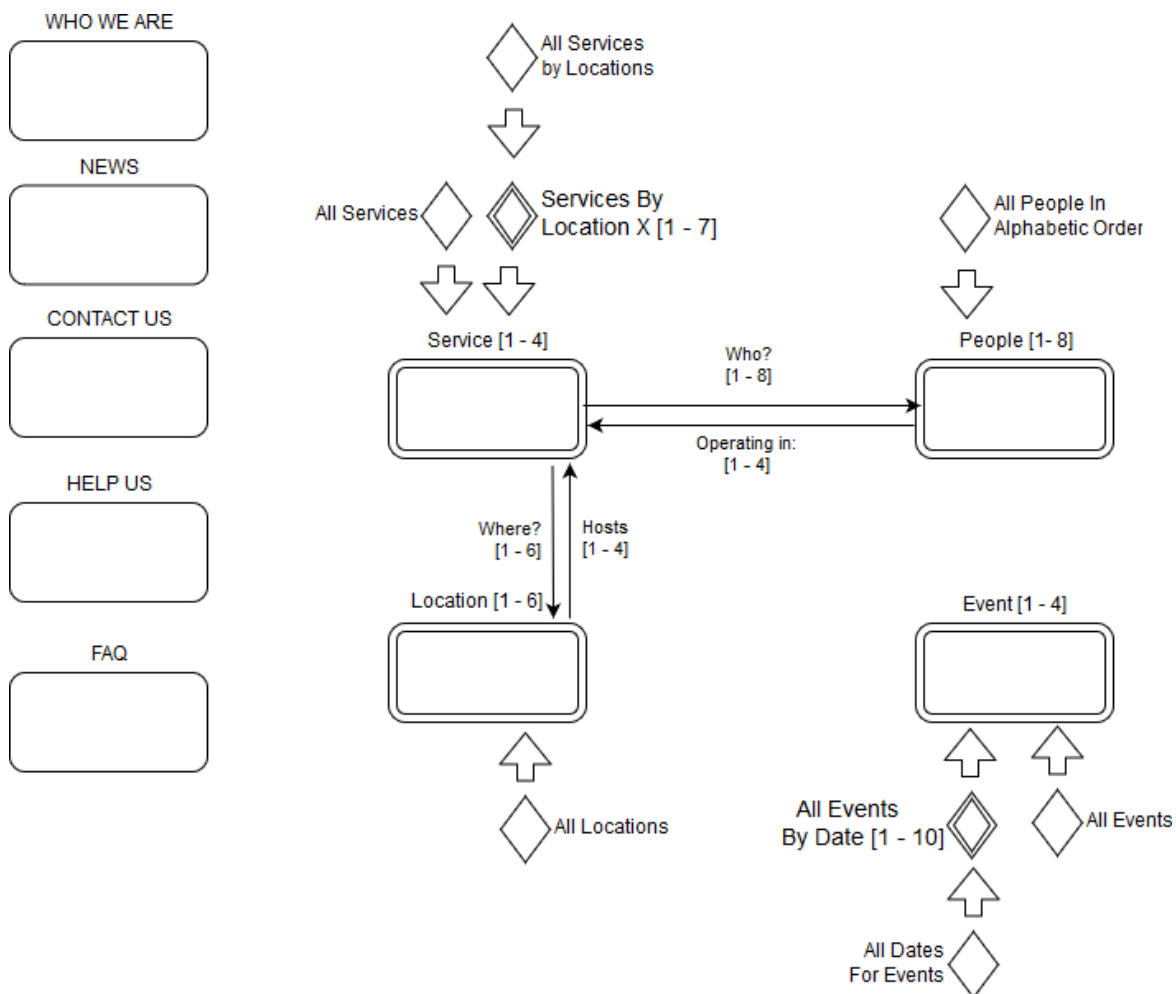 WHO WE ARE
All Services
by Locations
NEWS
All Services
Services By
Location X [1 - 7]
All People In
Alphabetic Order
CONTACT US
Service [1 - 4]
Who?
[1 - 8]
People [1- 8]
Operating in:
[1 - 4]
HELP US
Where?
[1 - 6]
Hosts
[1 - 4]
Location [1 - 6]
Event [1 - 4]
FAQ
All Locations
All Events
By Date [1 - 10]
All Events
All Dates
For Events